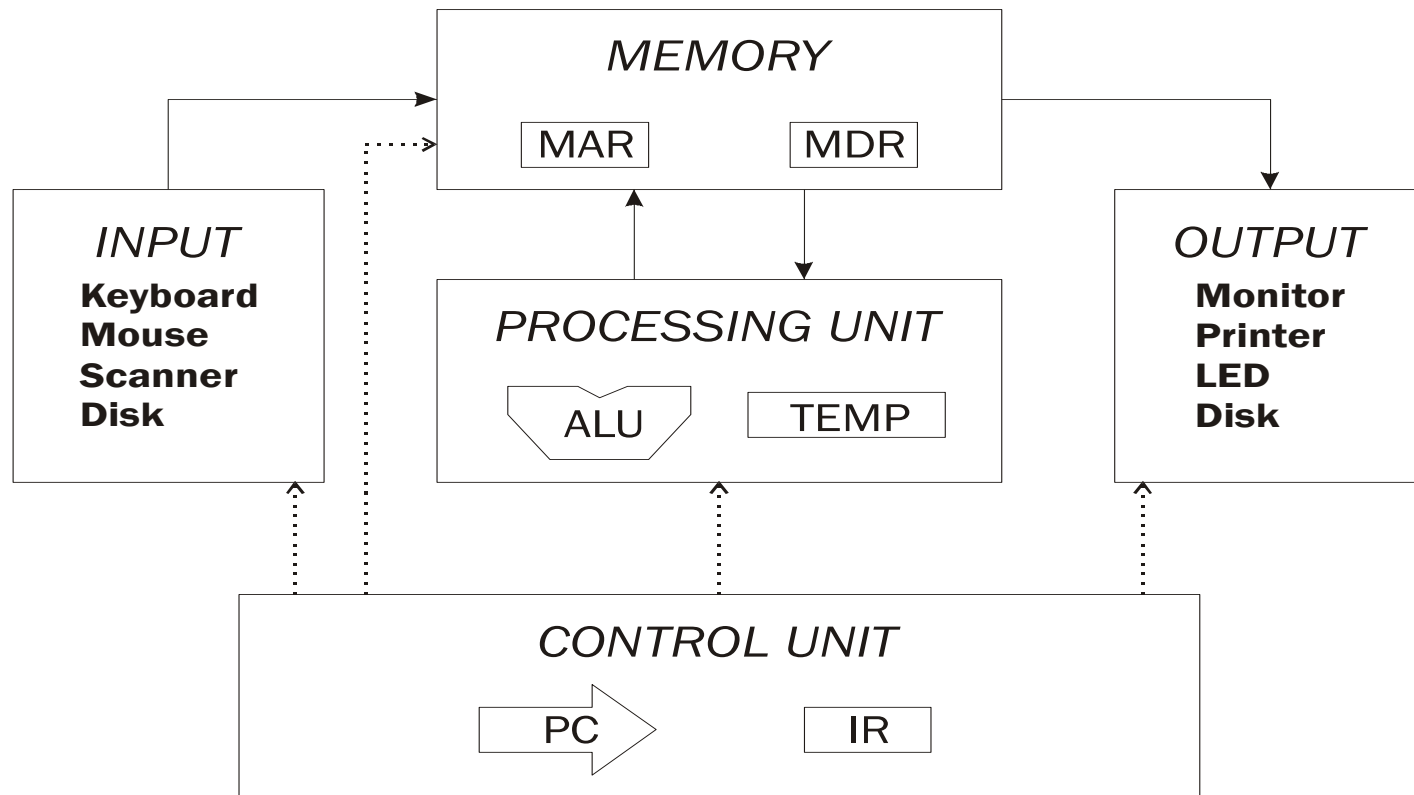 MEMORY
MAR
MDR
INPUT
Keyboard
Mouse
Scanner
Disk
PROCESSING UNIT
ALU
TEMP
OUTPUT
Monitor
Printer
LED
Disk
CONTROL UNIT
PC
IR